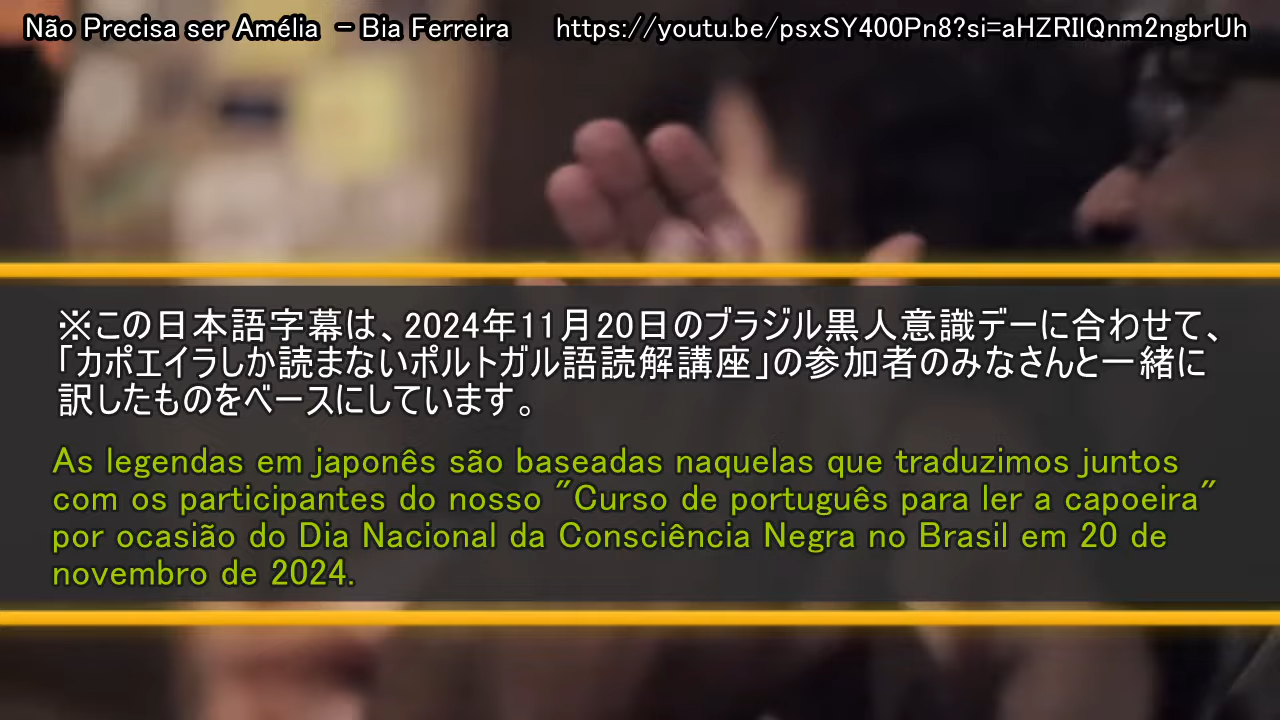 Não Precisa ser Amélia – Bia Ferreira https://youtu.be/psxSY400Pn8?si=aHZRIlQnm2ngbrUh
※この日本語字幕は、2024年11月20日のブラジル黒人意識デーに合わせて、
「カポエイラしか読まないポルトガル語読解講座」の参加者のみなさんと一緒に
訳したものをベースにしています。
As legendas em japonês são baseadas naquelas que traduzimos juntos
com os participantes do nosso "Curso de português para ler a capoeira"
por ocasião do Dia Nacional da Consciência Negra no Brasil em 20 de
novembro de 2024.